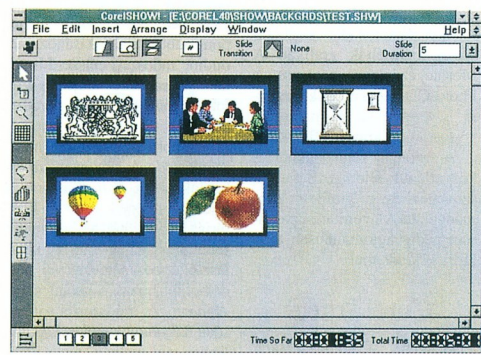 CorelSHOW! - [E:\COREL40\SHOW\BACKGRDS\TEST.SHW]
File Edit Insert Arrange Display Window Help
Slide Transition None Slide Duration 5
1 2 3 4 5 Time So Far Total Time